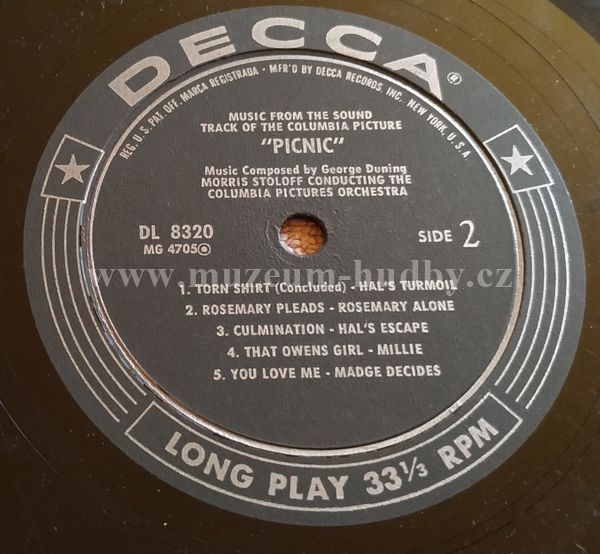 DECCA®
REG. U.S. PAT. OFF. MARCA REGISTRADA • MFR'D BY DECCA RECORDS, INC., NEW YORK, U.S.A.
MUSIC FROM THE SOUND
TRACK OF THE COLUMBIA PICTURE
"PICNIC"
Music Composed by George Duning
MORRIS STOLOFF CONDUCTING THE
COLUMBIA PICTURES ORCHESTRA
DL 8320
MG 4705
SIDE 2
www.muzeum-hudby.cz
1. TORN SHIRT (Concluded) - HAL'S TURMOIL
2. ROSEMARY PLEADS - ROSEMARY ALONE
3. CULMINATION - HAL'S ESCAPE
4. THAT OWENS GIRL - MILLIE
5. YOU LOVE ME - MADGE DECIDES
LONG PLAY 33⅓ RPM